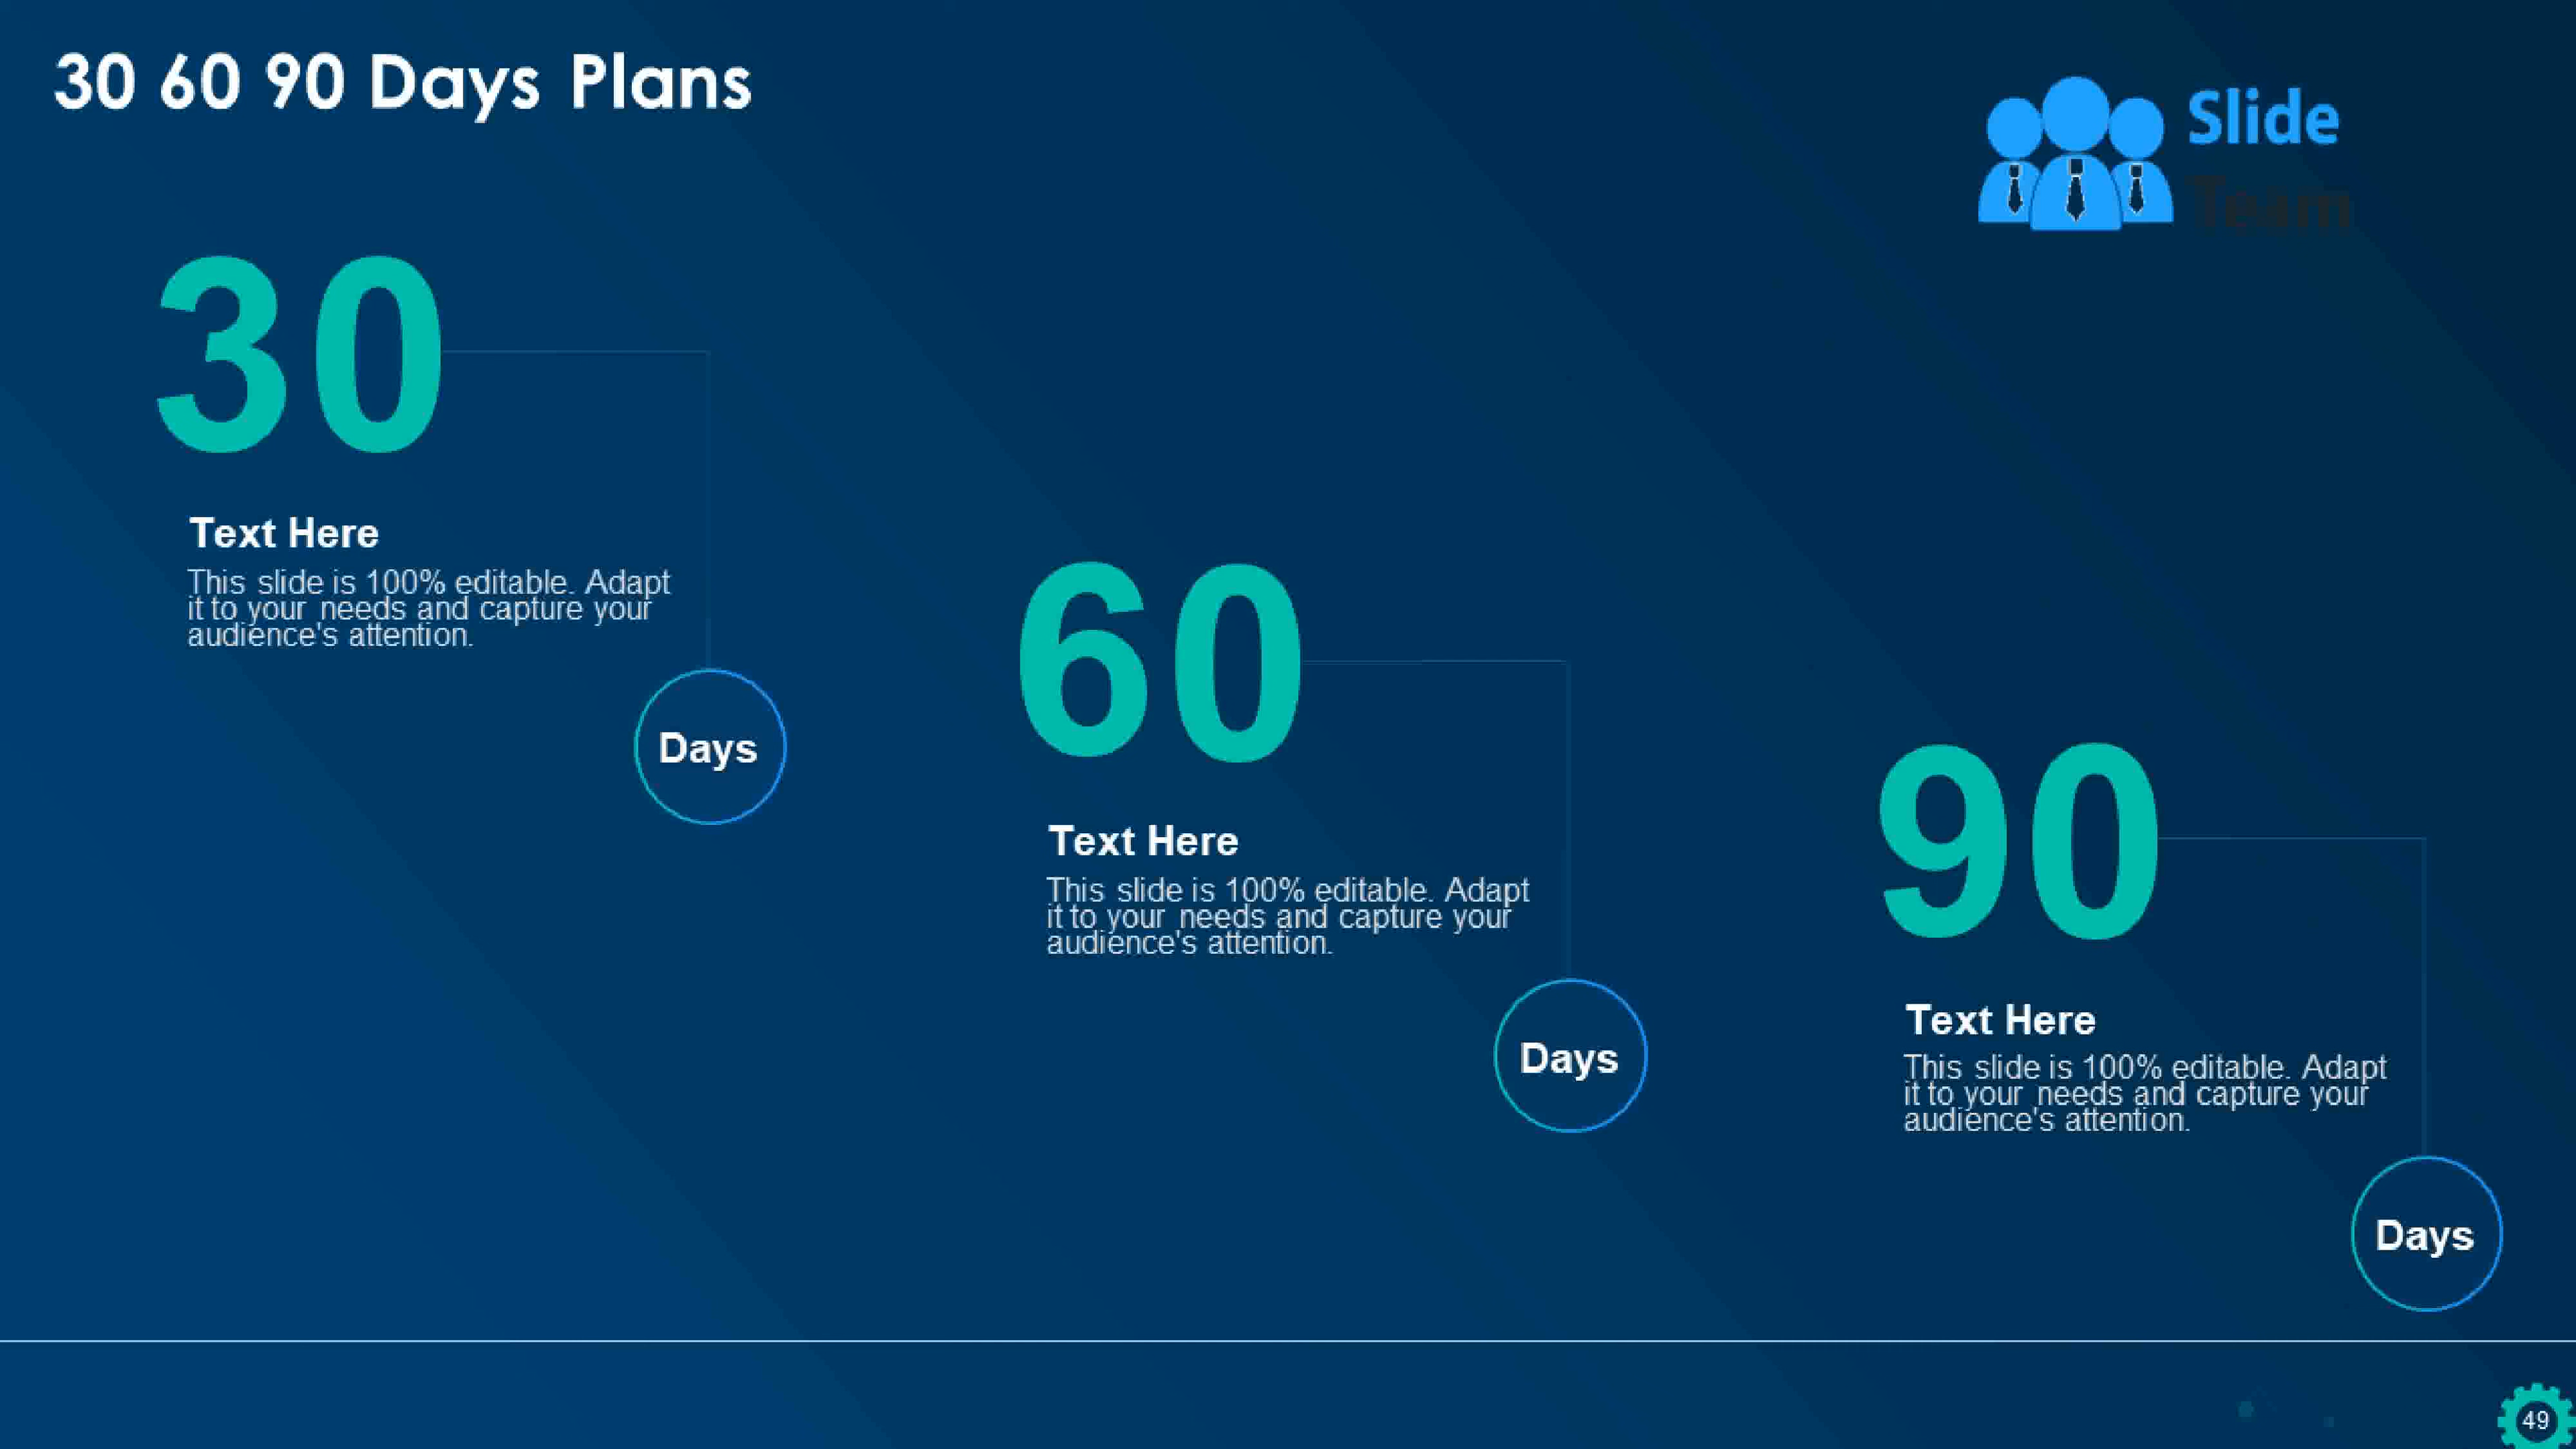 30 60 90 Days Plans
Slide
Team
30
Text Here
This slide is 100% editable. Adapt
it to your needs and capture your
audience's attention.
Days
60
Text Here
This slide is 100% editable. Adapt
it to your needs and capture your
audience's attention.
Days
90
Text Here
This slide is 100% editable. Adapt
it to your needs and capture your
audience's attention.
Days
49